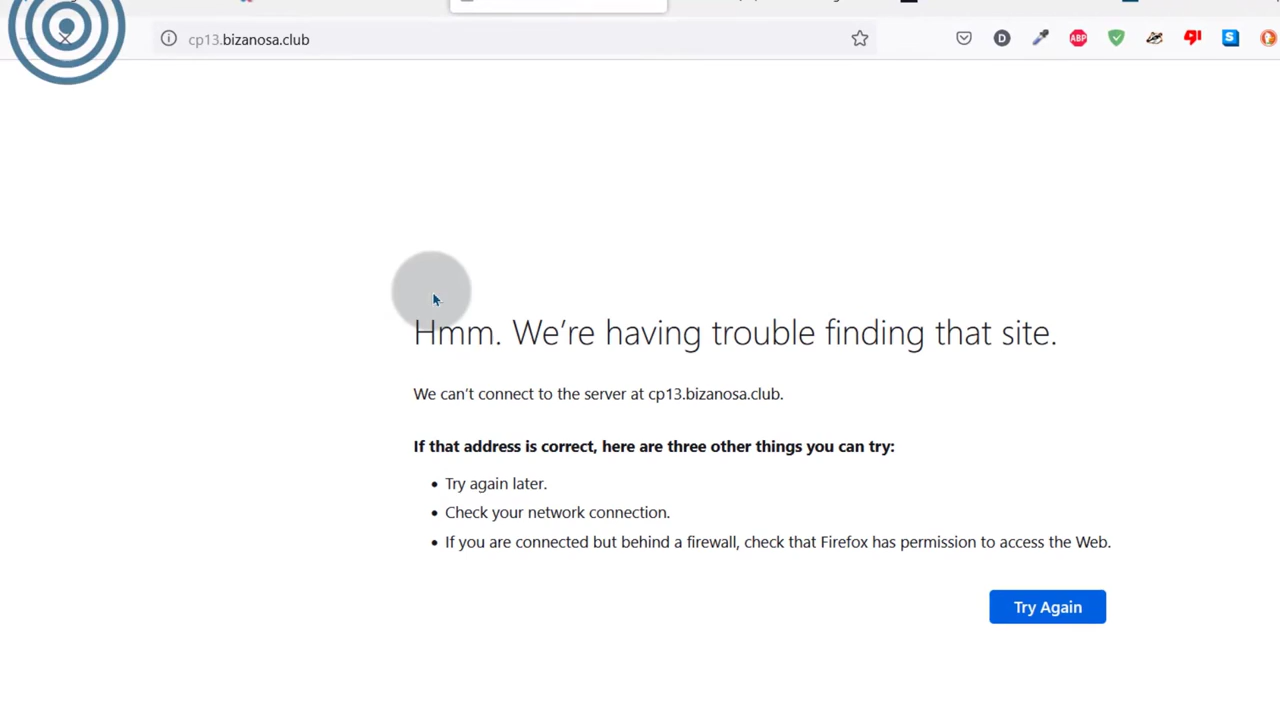 cp13.bizanosa.club
D
ABP
S
Hmm. We’re having trouble finding that site.
We can’t connect to the server at cp13.bizanosa.club.
If that address is correct, here are three other things you can try:
Try again later.
Check your network connection.
If you are connected but behind a firewall, check that Firefox has permission to access the Web.
Try Again